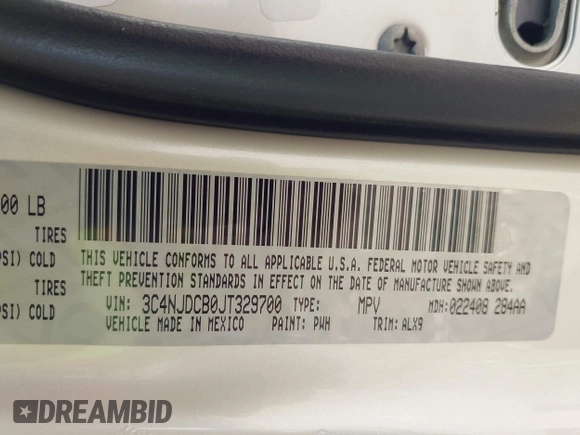 00 LB
TIRES
PSI) COLD
TIRES
PSI) COLD
THIS VEHICLE CONFORMS TO ALL APPLICABLE U.S.A. FEDERAL MOTOR VEHICLE SAFETY AND
THEFT PREVENTION STANDARDS IN EFFECT ON THE DATE OF MANUFACTURE SHOWN ABOVE.
VIN: 3C4NJDCB0JT329700 TYPE: MPV MDH: 022408 284AA
VEHICLE MADE IN MEXICO PAINT: PWH TRIM: ALX9
DREAMBID